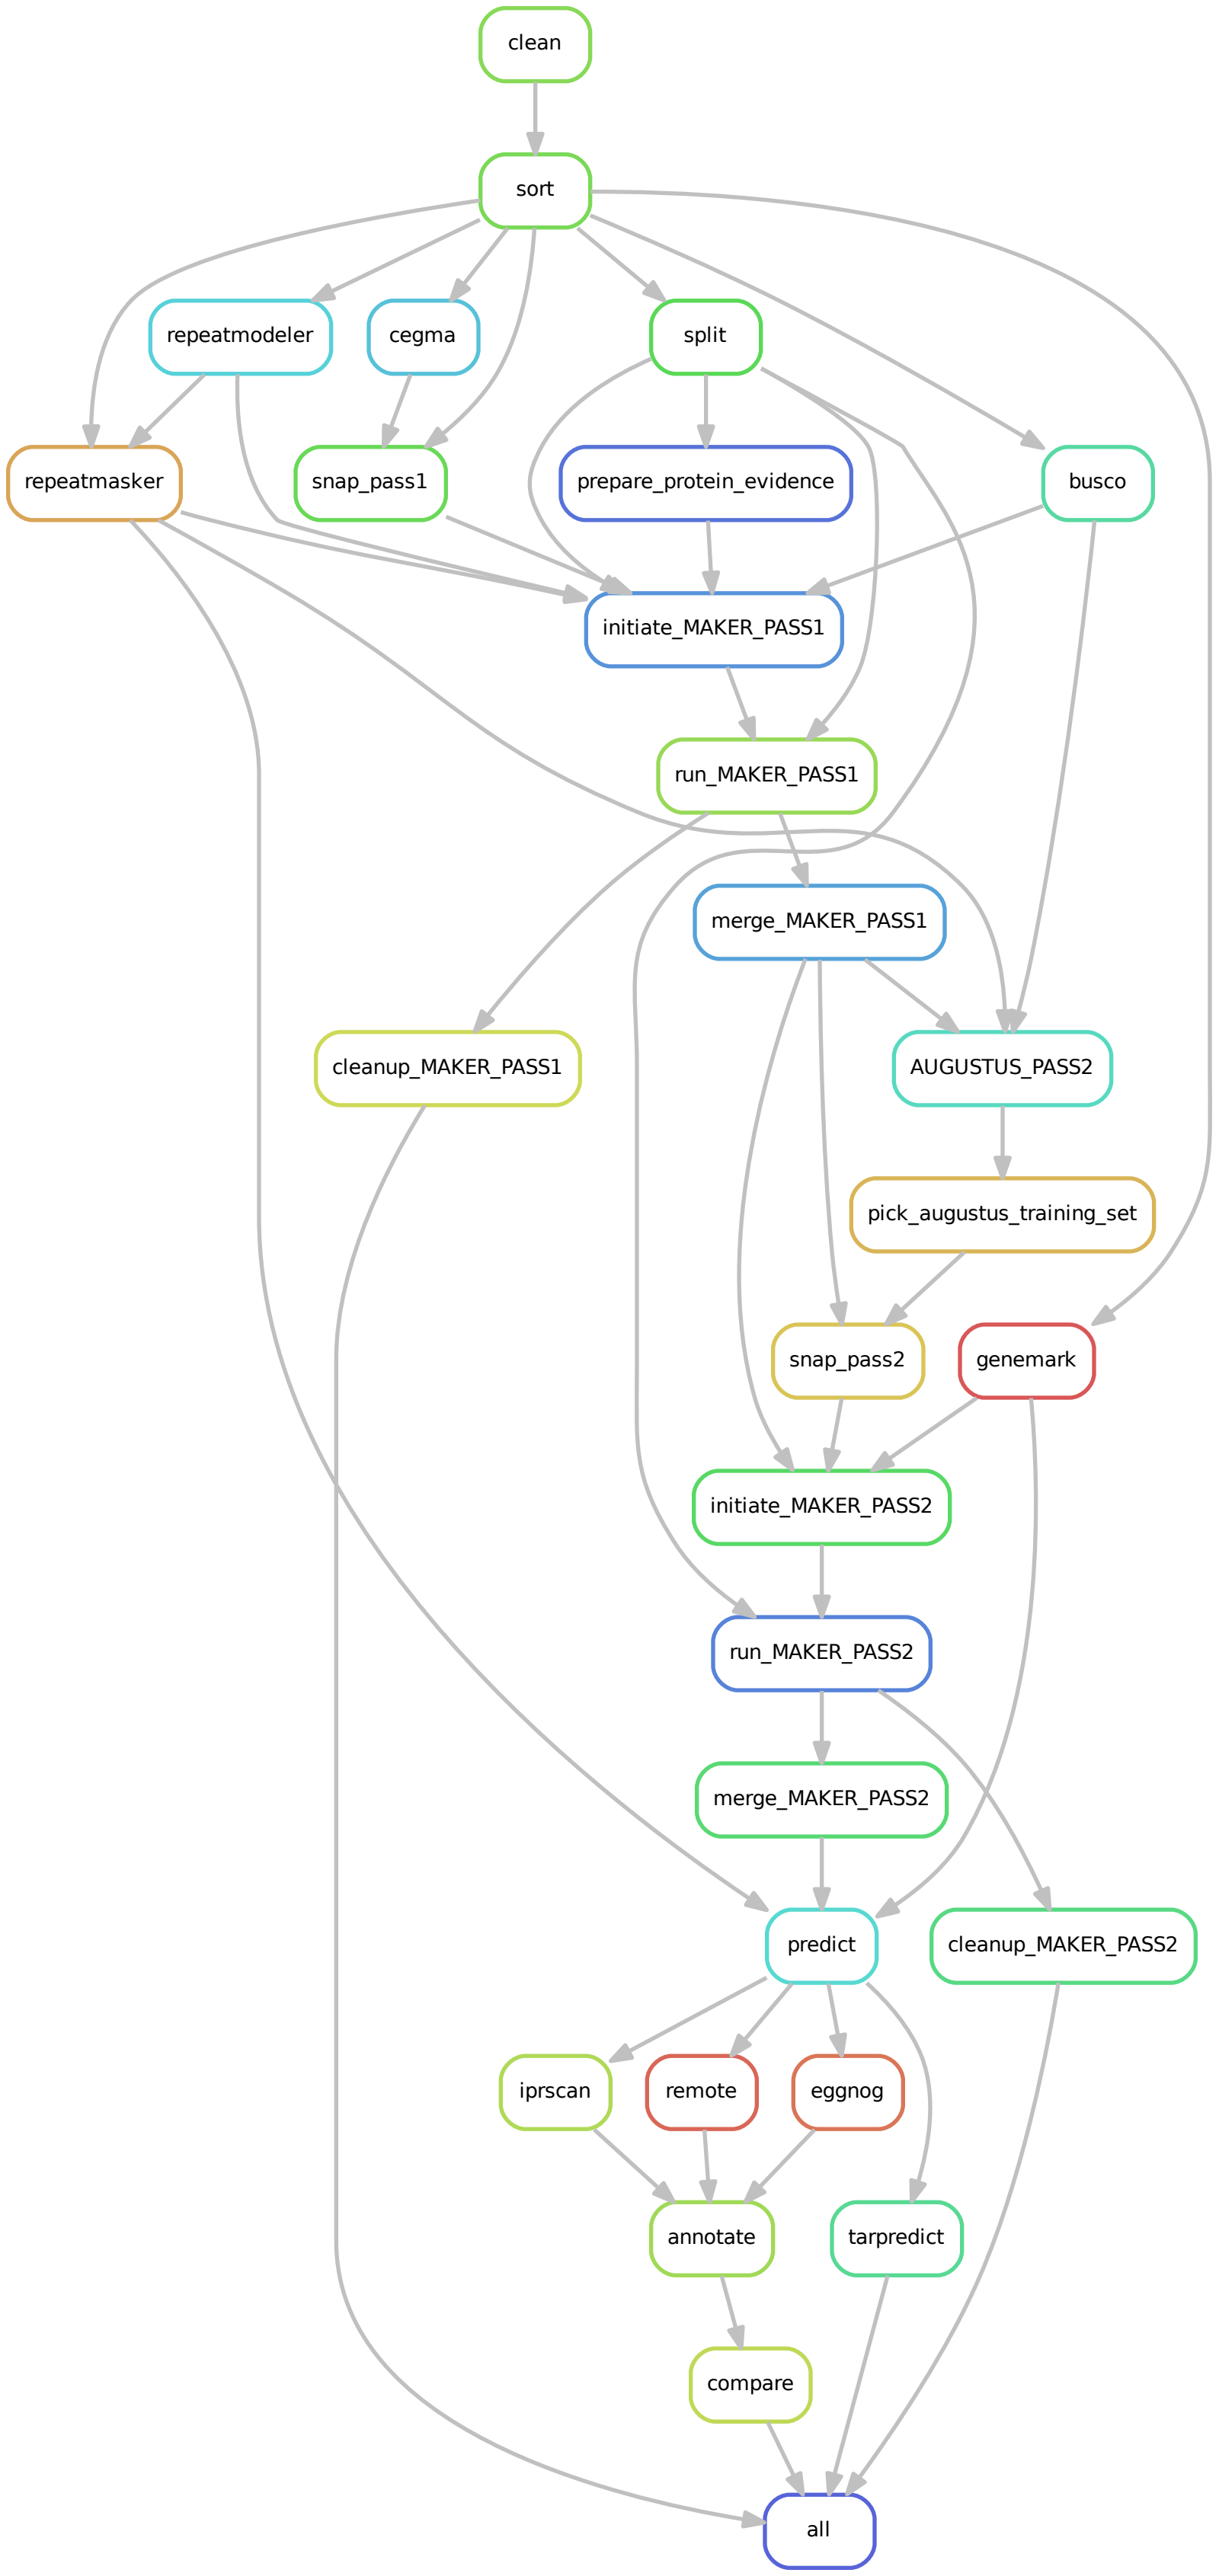 clean
sort
repeatmodeler
cegma
split
repeatmasker
snap_pass1
prepare_protein_evidence
busco
initiate_MAKER_PASS1
run_MAKER_PASS1
merge_MAKER_PASS1
cleanup_MAKER_PASS1
AUGUSTUS_PASS2
pick_augustus_training_set
snap_pass2
genemark
initiate_MAKER_PASS2
run_MAKER_PASS2
merge_MAKER_PASS2
predict
cleanup_MAKER_PASS2
iprscan
remote
eggnog
annotate
tarpredict
compare
all